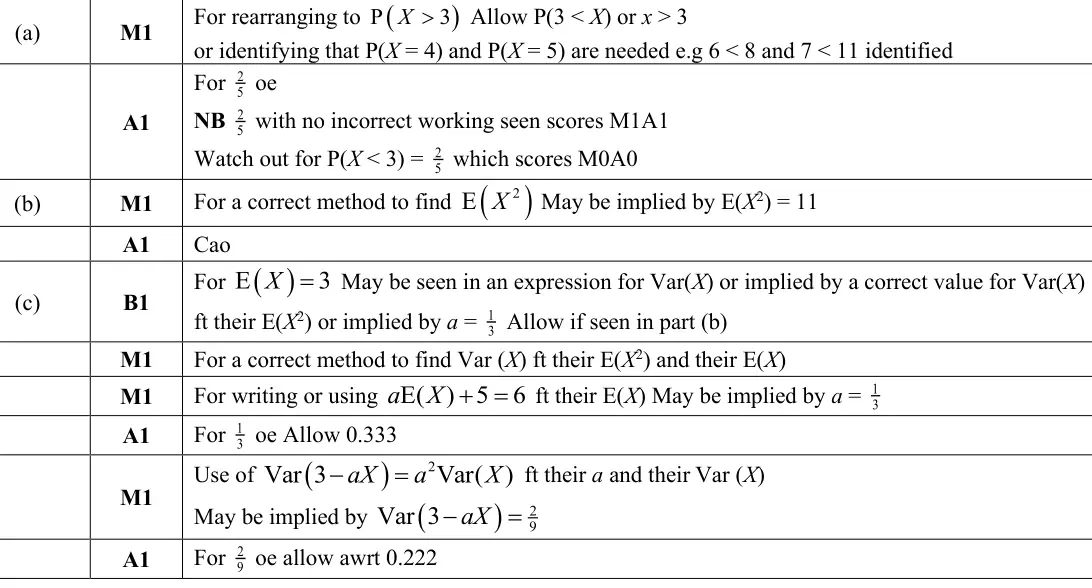 (a) M1 For rearranging to P(X > 3) Allow P(3 < X) or x > 3
or identifying that P(X = 4) and P(X = 5) are needed e.g 6 < 8 and 7 < 11 identified
A1 For 2/5 oe
NB 2/5 with no incorrect working seen scores M1A1
Watch out for P(X < 3) = 2/5 which scores M0A0
(b) M1 For a correct method to find E(X²) May be implied by E(X²) = 11
A1 Cao
(c) B1 For E(X) = 3 May be seen in an expression for Var(X) or implied by a correct value for Var(X)
ft their E(X²) or implied by a = 1/3 Allow if seen in part (b)
M1 For a correct method to find Var (X) ft their E(X²) and their E(X)
M1 For writing or using aE(X) + 5 = 6 ft their E(X) May be implied by a = 1/3
A1 For 1/3 oe Allow 0.333
M1 Use of Var(3 − aX) = a²Var(X) ft their a and their Var (X)
May be implied by Var(3 − aX) = 2/9
A1 For 2/9 oe allow awrt 0.222